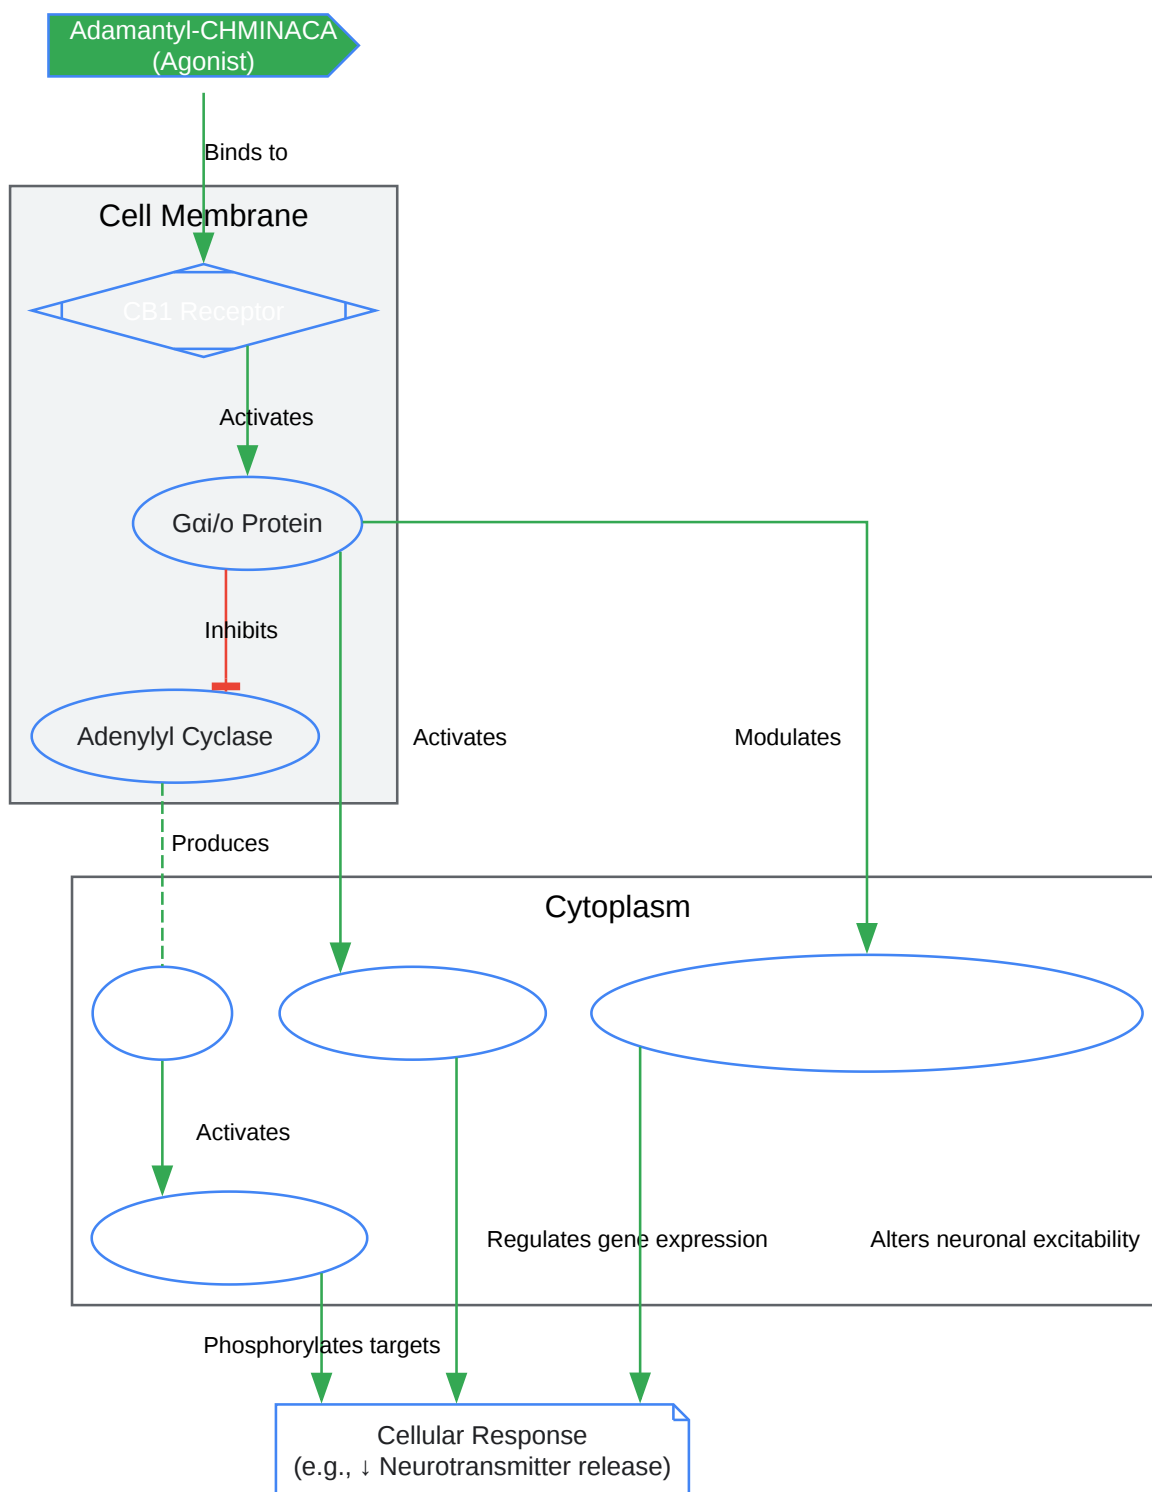 Adamantyl-CHMINACA
(Agonist)
Binds to
Cell Membrane
CB1 Receptor
Activates
Gαi/o Protein
Inhibits
Adenylyl Cyclase
Activates
Modulates
Produces
Cytoplasm
Activates
Regulates gene expression
Alters neuronal excitability
Phosphorylates targets
Cellular Response
(e.g., ↓ Neurotransmitter release)